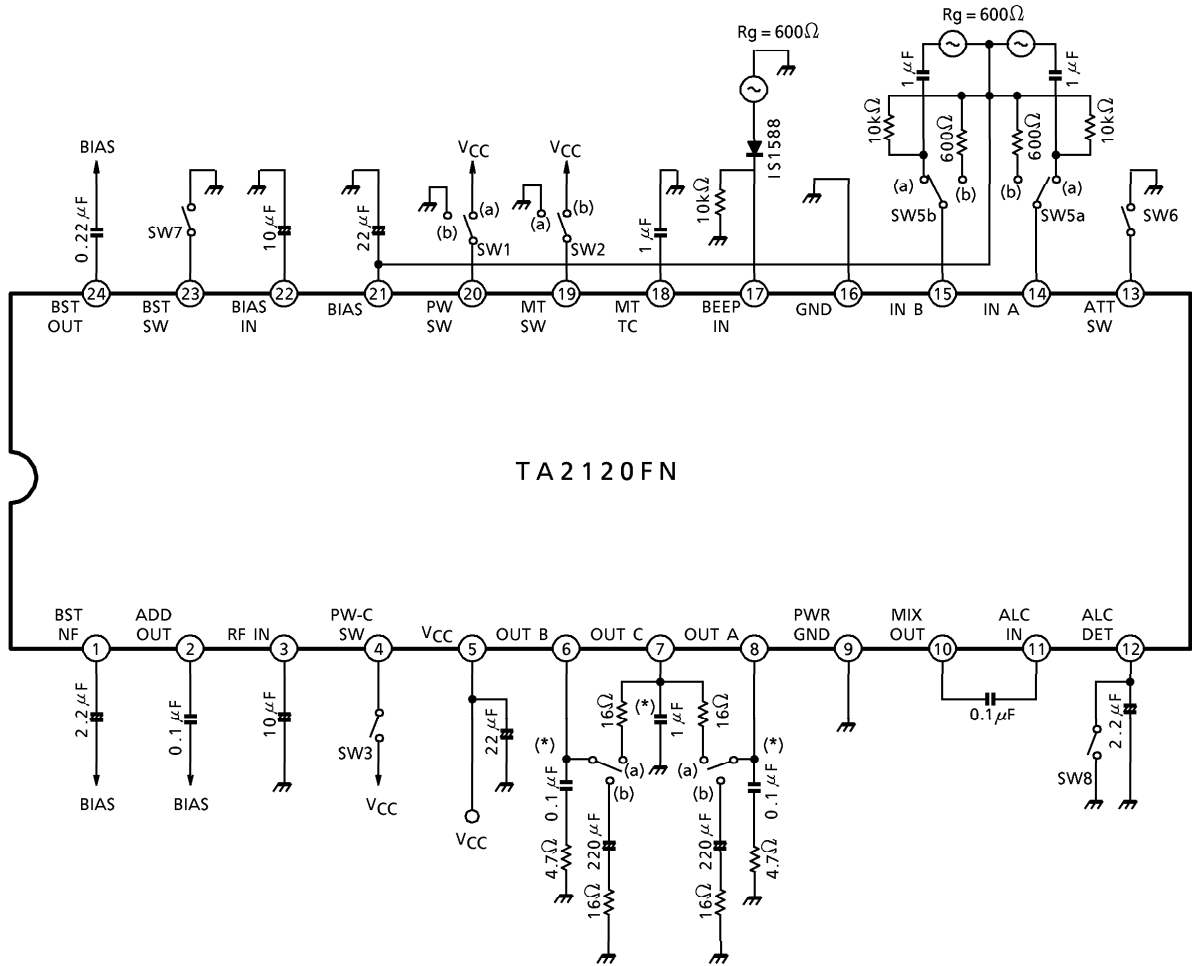 Rg = 600Ω
Rg = 600Ω
1 μF
1 μF
10kΩ
600Ω
600Ω
10kΩ
IS1588
10kΩ
BIAS
0.22 μF
SW7
10 μF
22 μF
VCC
(a)
(b)
SW1
VCC
(b)
(a)
SW2
1 μF
(a)
(b)
SW5b
(b)
(a)
SW5a
SW6
24 23 22 21 20 19 18 17 16 15 14 13
BST OUT
BST SW
BIAS IN
BIAS
PW SW
MT SW
MT TC
BEEP IN
GND
IN B
IN A
ATT SW
TA2120FN
BST NF
ADD OUT
RF IN
PW-C SW
VCC
OUT B
OUT C
OUT A
PWR GND
MIX OUT
ALC IN
ALC DET
1 2 3 4 5 6 7 8 9 10 11 12
2.2 μF
BIAS
0.1 μF
BIAS
10 μF
SW3
VCC
22 μF
VCC
(*)
16Ω
(*)
1 μF
16Ω
(*)
(a)
(b)
(a)
(b)
0.1 μF
4.7Ω
220 μF
16Ω
220 μF
16Ω
0.1 μF
4.7Ω
0.1 μF
SW8
2.2 μF